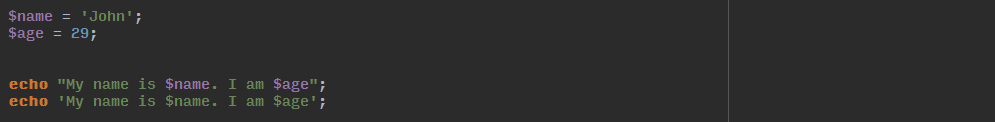 $name = 'John';
$age = 29;
echo "My name is $name. I am $age";
echo 'My name is $name. I am $age';